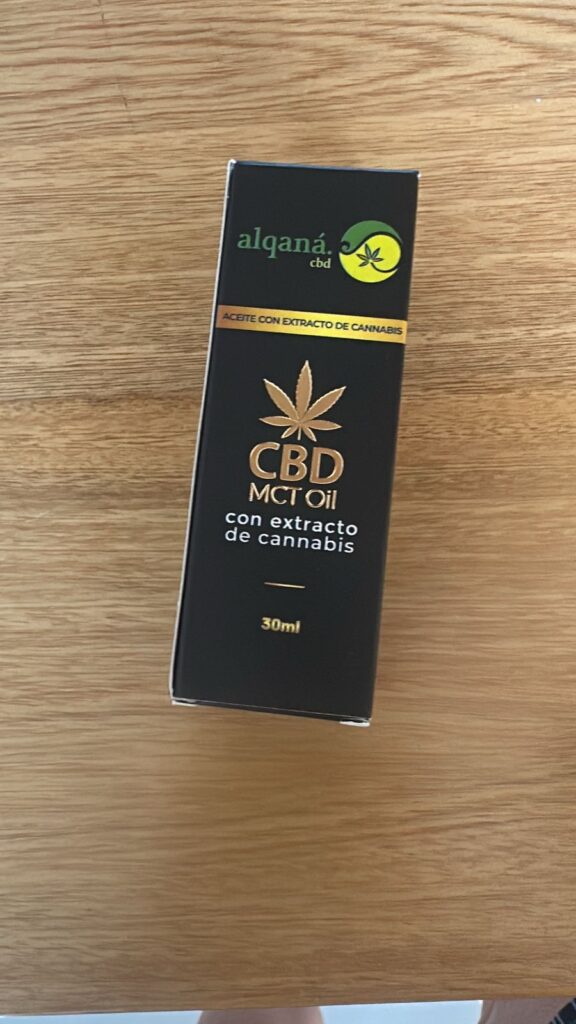 alqaná.
cbd
ACEITE CON EXTRACTO DE CANNABIS
CBD
MCT Oil
con extracto
de cannabis
30ml